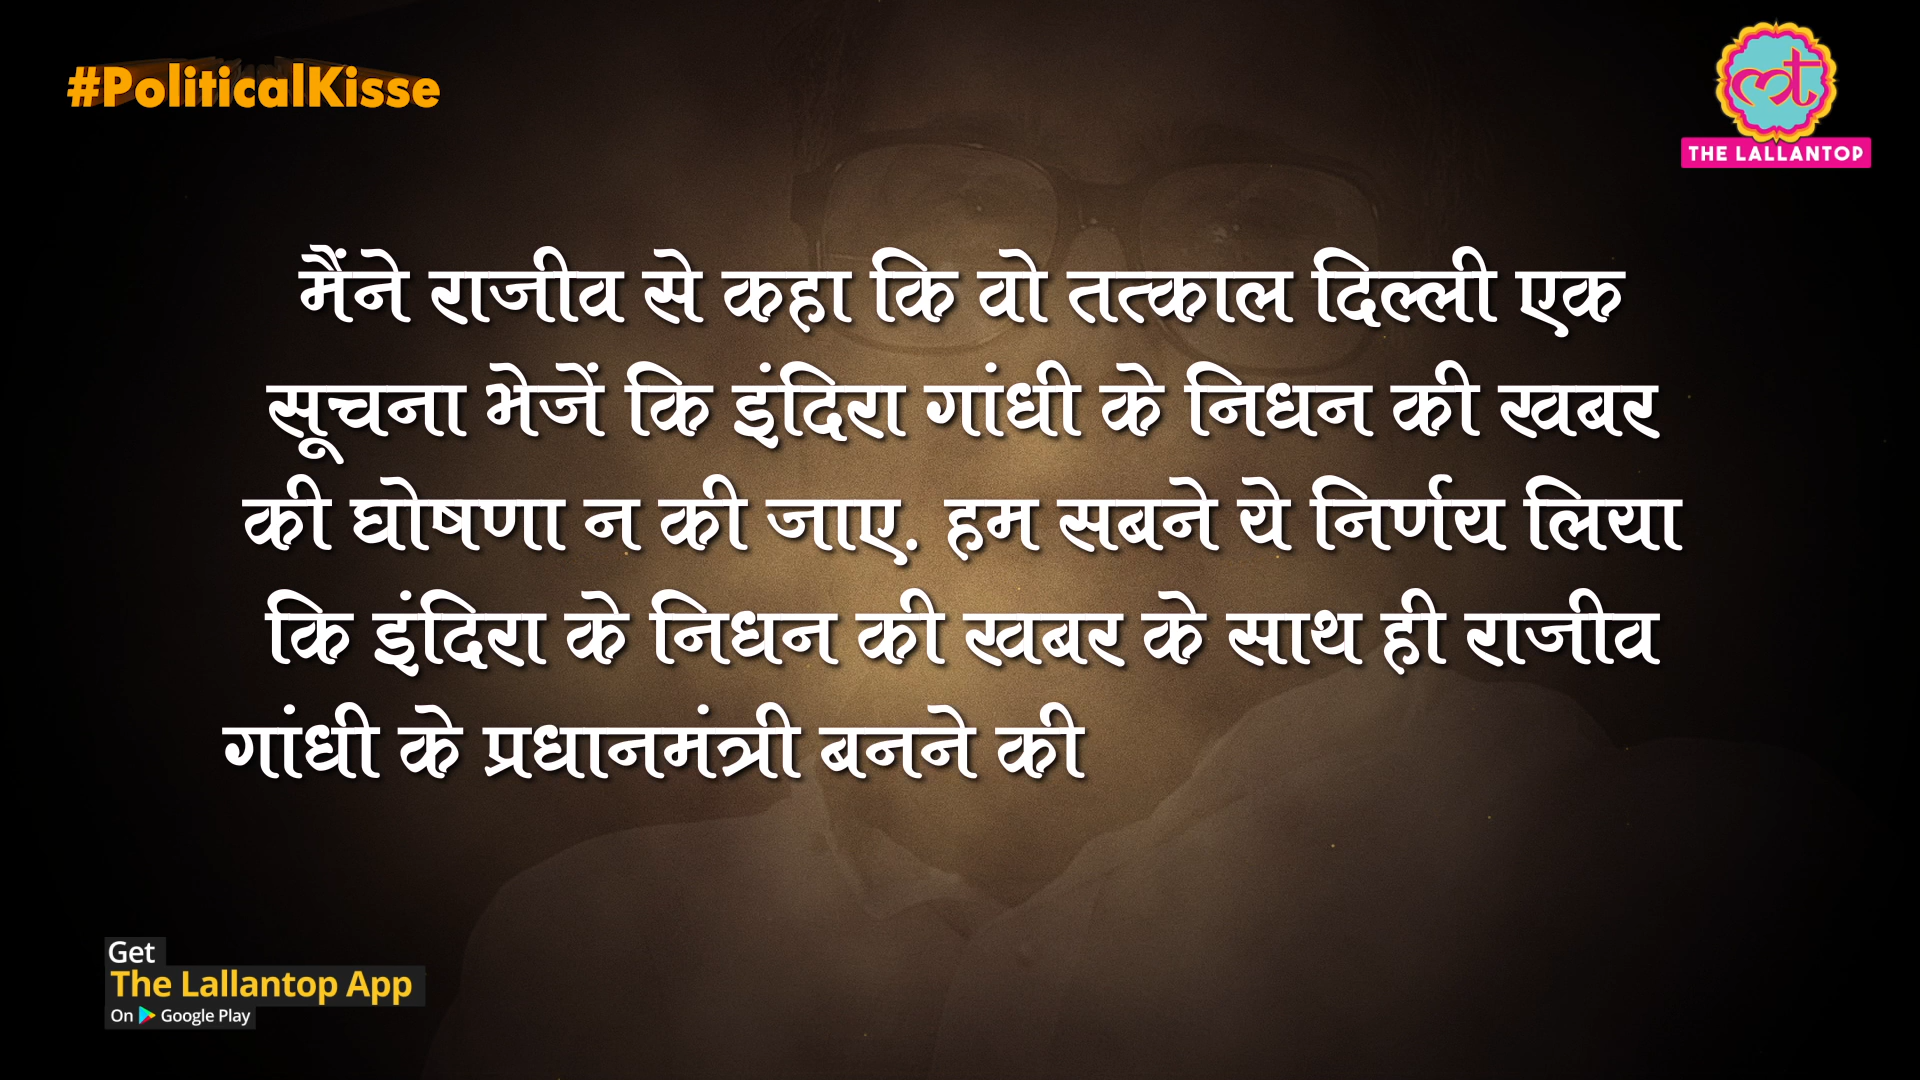 #PoliticalKisse
THE LALLANTOP
मैंने राजीव से कहा कि वो तत्काल दिल्ली एक
सूचना भेजें कि इंदिरा गांधी के निधन की खबर
की घोषणा न की जाए. हम सबने ये निर्णय लिया
कि इंदिरा के निधन की खबर के साथ ही राजीव
गांधी के प्रधानमंत्री बनने की
Get
The Lallantop App
On Google Play